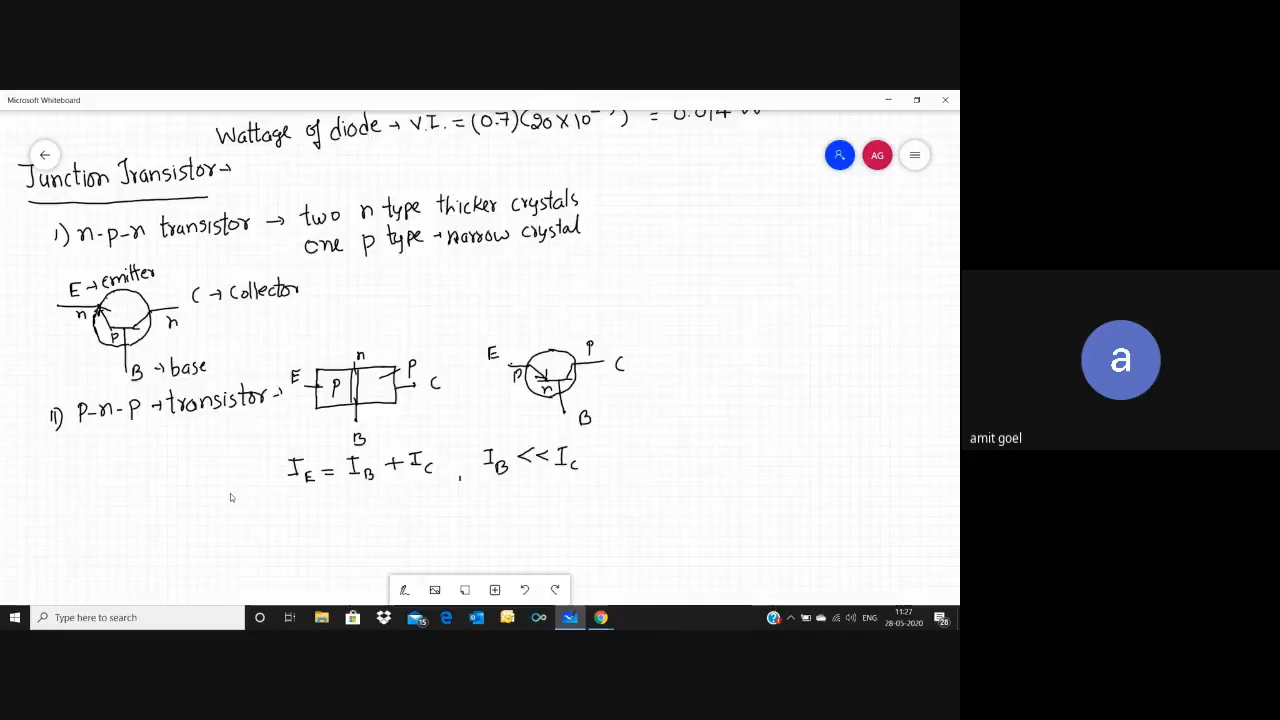 Microsoft Whiteboard
Wattage of diode → V.I. = (0.7)(20×10
Junction Transistor→
AG
i) n-p-n transistor → two n type thicker crystals
one p type → narrow crystal
E → emitter
C → Collector
n
n
P
B → base
ii) P-n-P → transistor →
E
P
n
P
C
B
E
P
n
P
C
B
I_E = I_B + I_C , I_B << I_C
a
amit goel
Type here to search
15
ENG
11:27
28-05-2020
28